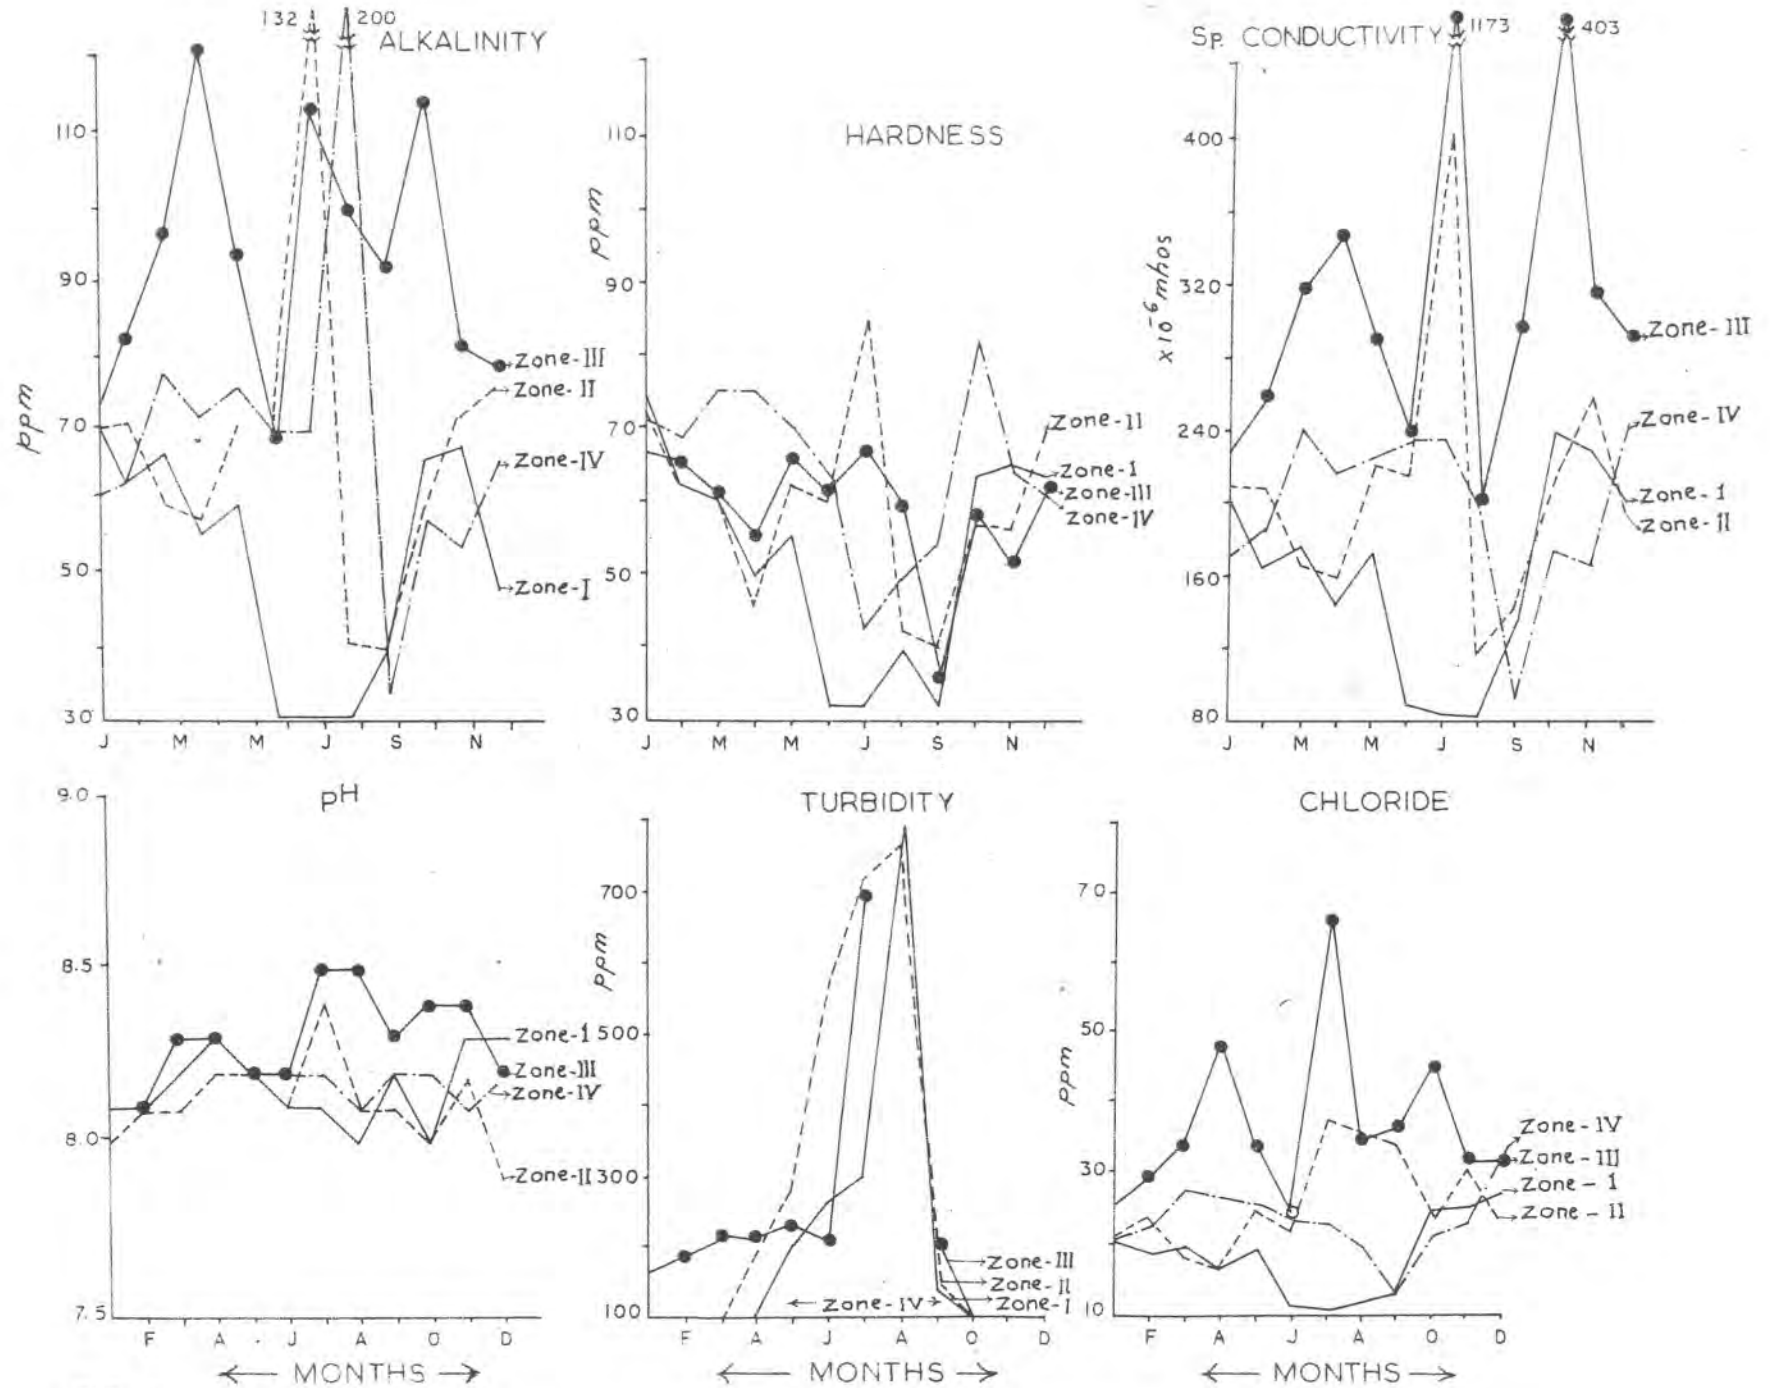 132
200
ALKALINITY
110
90
70
50
30
ppm
Zone-III
Zone-II
Zone-IV
Zone-I
J M M J S N
HARDNESS
110
90
70
50
30
ppm
Zone-II
Zone-I
Zone-III
Zone-IV
J M M J S N
Sp. CONDUCTIVITY
1173
403
400
320
240
160
80
x10⁻⁶ mhos
Zone-III
Zone-IV
Zone-I
Zone-II
J M M J S N
pH
9.0
8.5
8.0
7.5
Zone-I
Zone-III
Zone-IV
Zone-II
F A J A O D
MONTHS
TURBIDITY
700
500
300
100
ppm
Zone-III
Zone-II
Zone-IV
Zone-I
F A J A O D
MONTHS
CHLORIDE
70
50
30
10
ppm
Zone-IV
Zone-III
Zone-I
Zone-II
F A J A O D
MONTHS